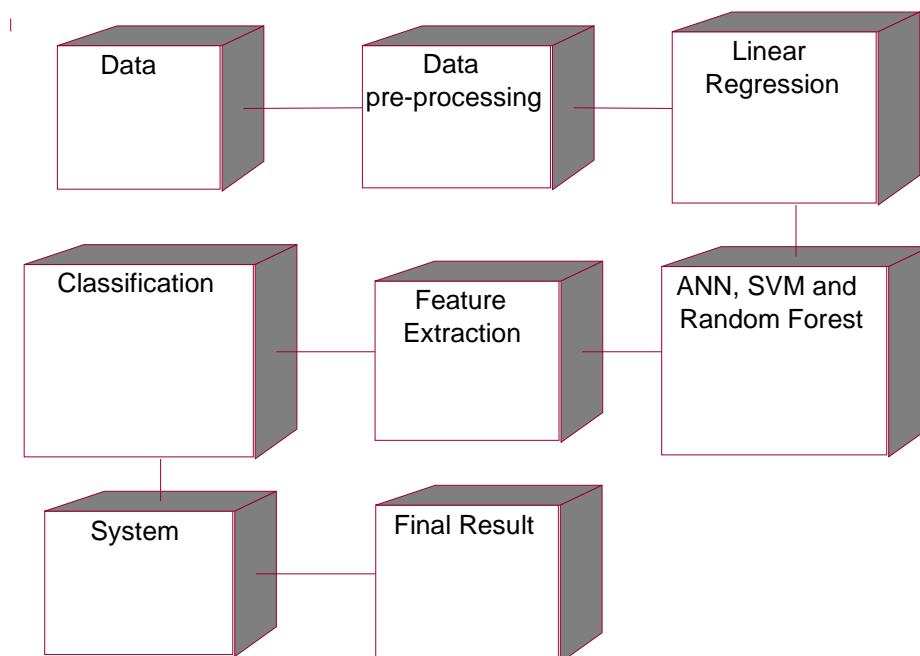 Data
Data
pre-processing
Linear
Regression
Classification
Feature
Extraction
ANN, SVM and
Random Forest
System
Final Result